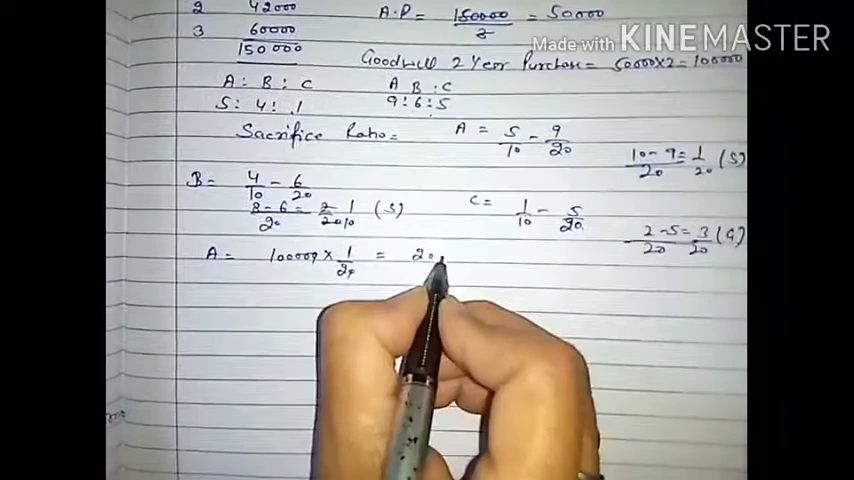 2 42000 A.P = 150000/3 = 50000
3 60000
150000
Made with KINEMASTER
Goodwill 2 Year Purchase = 50000×2 = 100000
A : B : C A B : C
5 : 4 : 1 9 : 6 : 5
Sacrifice Ratio = A = 5/10 - 9/20 10-9/20 = 1/20 (S)
B = 4/10 - 6/20 C = 1/10 - 5/20
8-6/20 = 2/20 1/10 (S) 2-5/20 = 3/20 (G)
A = 100000 × 1/20 = 20